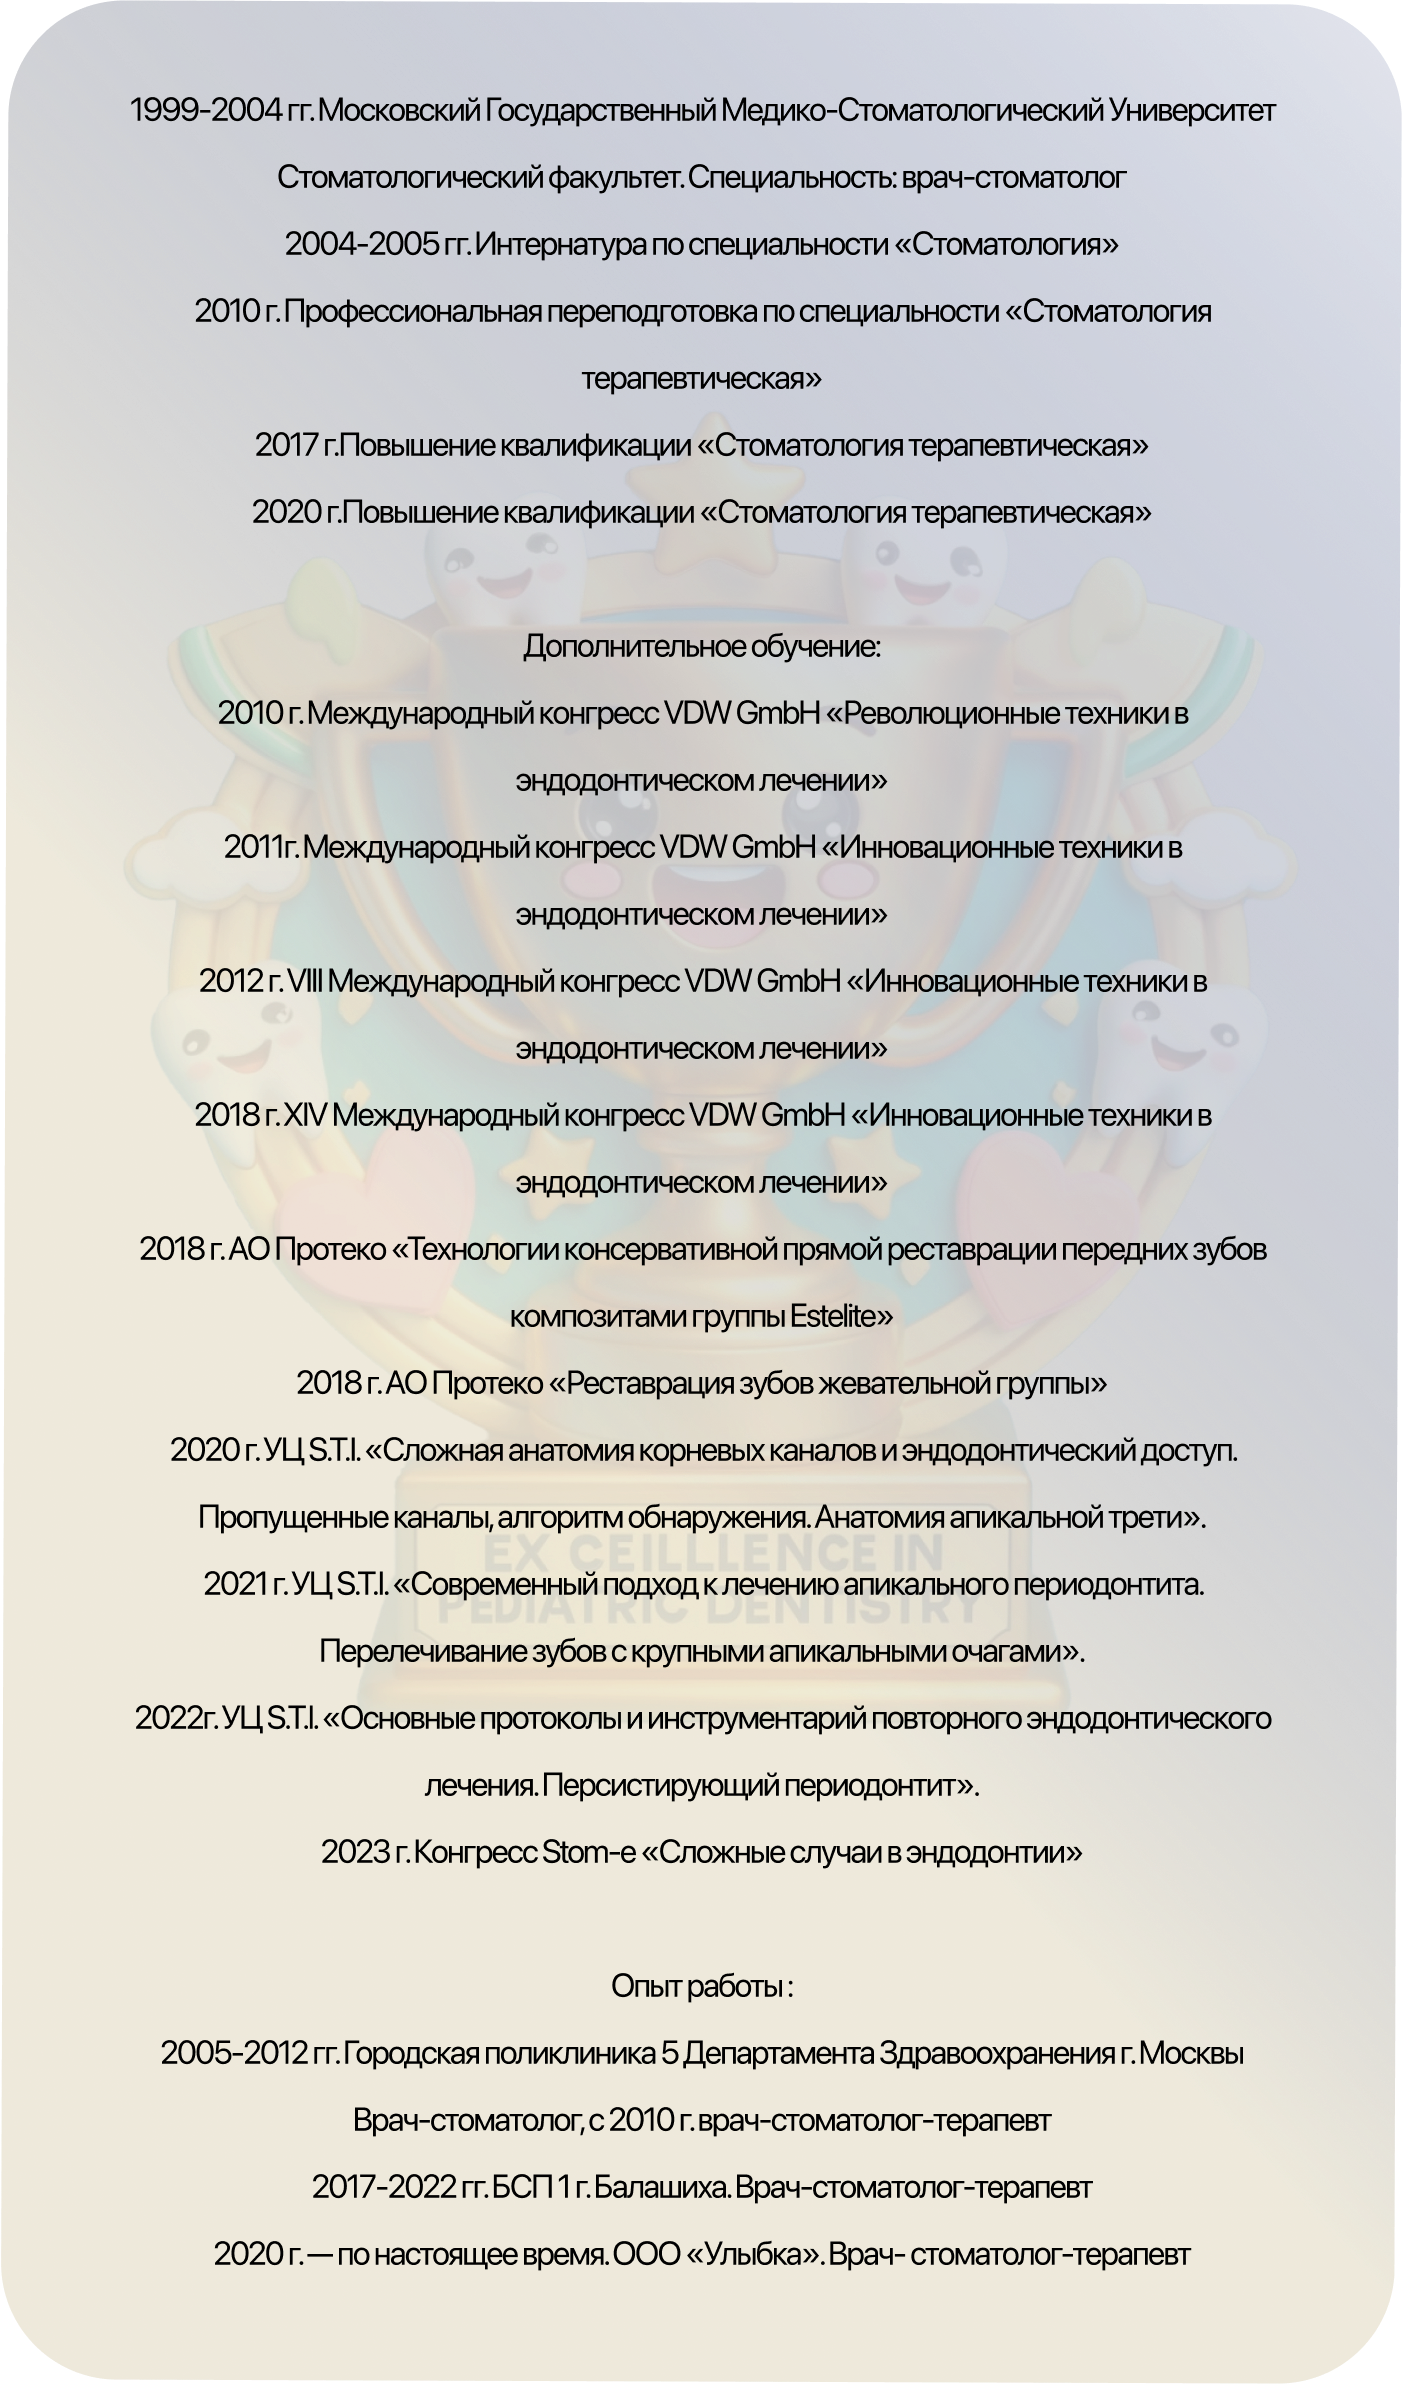 1999-2004 гг. Московский Государственный Медико-Стоматологический Университет
Стоматологический факультет. Специальность: врач-стоматолог
2004-2005 гг. Интернатура по специальности «Стоматология»
2010 г. Профессиональная переподготовка по специальности «Стоматология
терапевтическая»
2017 г.Повышение квалификации «Стоматология терапевтическая»
2020 г.Повышение квалификации «Стоматология терапевтическая»
Дополнительное обучение:
2010 г. Международный конгресс VDW GmbH «Революционные техники в
эндодонтическом лечении»
2011г. Международный конгресс VDW GmbH «Инновационные техники в
эндодонтическом лечении»
2012 г. VIII Международный конгресс VDW GmbH «Инновационные техники в
эндодонтическом лечении»
2018 г. XIV Международный конгресс VDW GmbH «Инновационные техники в
эндодонтическом лечении»
2018 г. АО Протеко «Технологии консервативной прямой реставрации передних зубов
композитами группы Estelite»
2018 г. АО Протеко «Реставрация зубов жевательной группы»
2020 г. УЦ S.T.I. «Сложная анатомия корневых каналов и эндодонтический доступ.
Пропущенные каналы, алгоритм обнаружения. Анатомия апикальной трети».
EX CEILLLENCE IN
2021 г. УЦ S.T.I. «Современный подход к лечению апикального периодонтита.
PEDIATRIC DENTISTRY
Перелечивание зубов с крупными апикальными очагами».
2022г. УЦ S.T.I. «Основные протоколы и инструментарий повторного эндодонтического
лечения. Персистирующий периодонтит».
2023 г. Конгресс Stom-e «Сложные случаи в эндодонтии»
Опыт работы :
2005-2012 гг. Городская поликлиника 5 Департамента Здравоохранения г. Москвы
Врач-стоматолог, с 2010 г. врач-стоматолог-терапевт
2017-2022 гг. БСП 1 г. Балашиха. Врач-стоматолог-терапевт
2020 г. — по настоящее время. ООО «Улыбка». Врач- стоматолог-терапевт